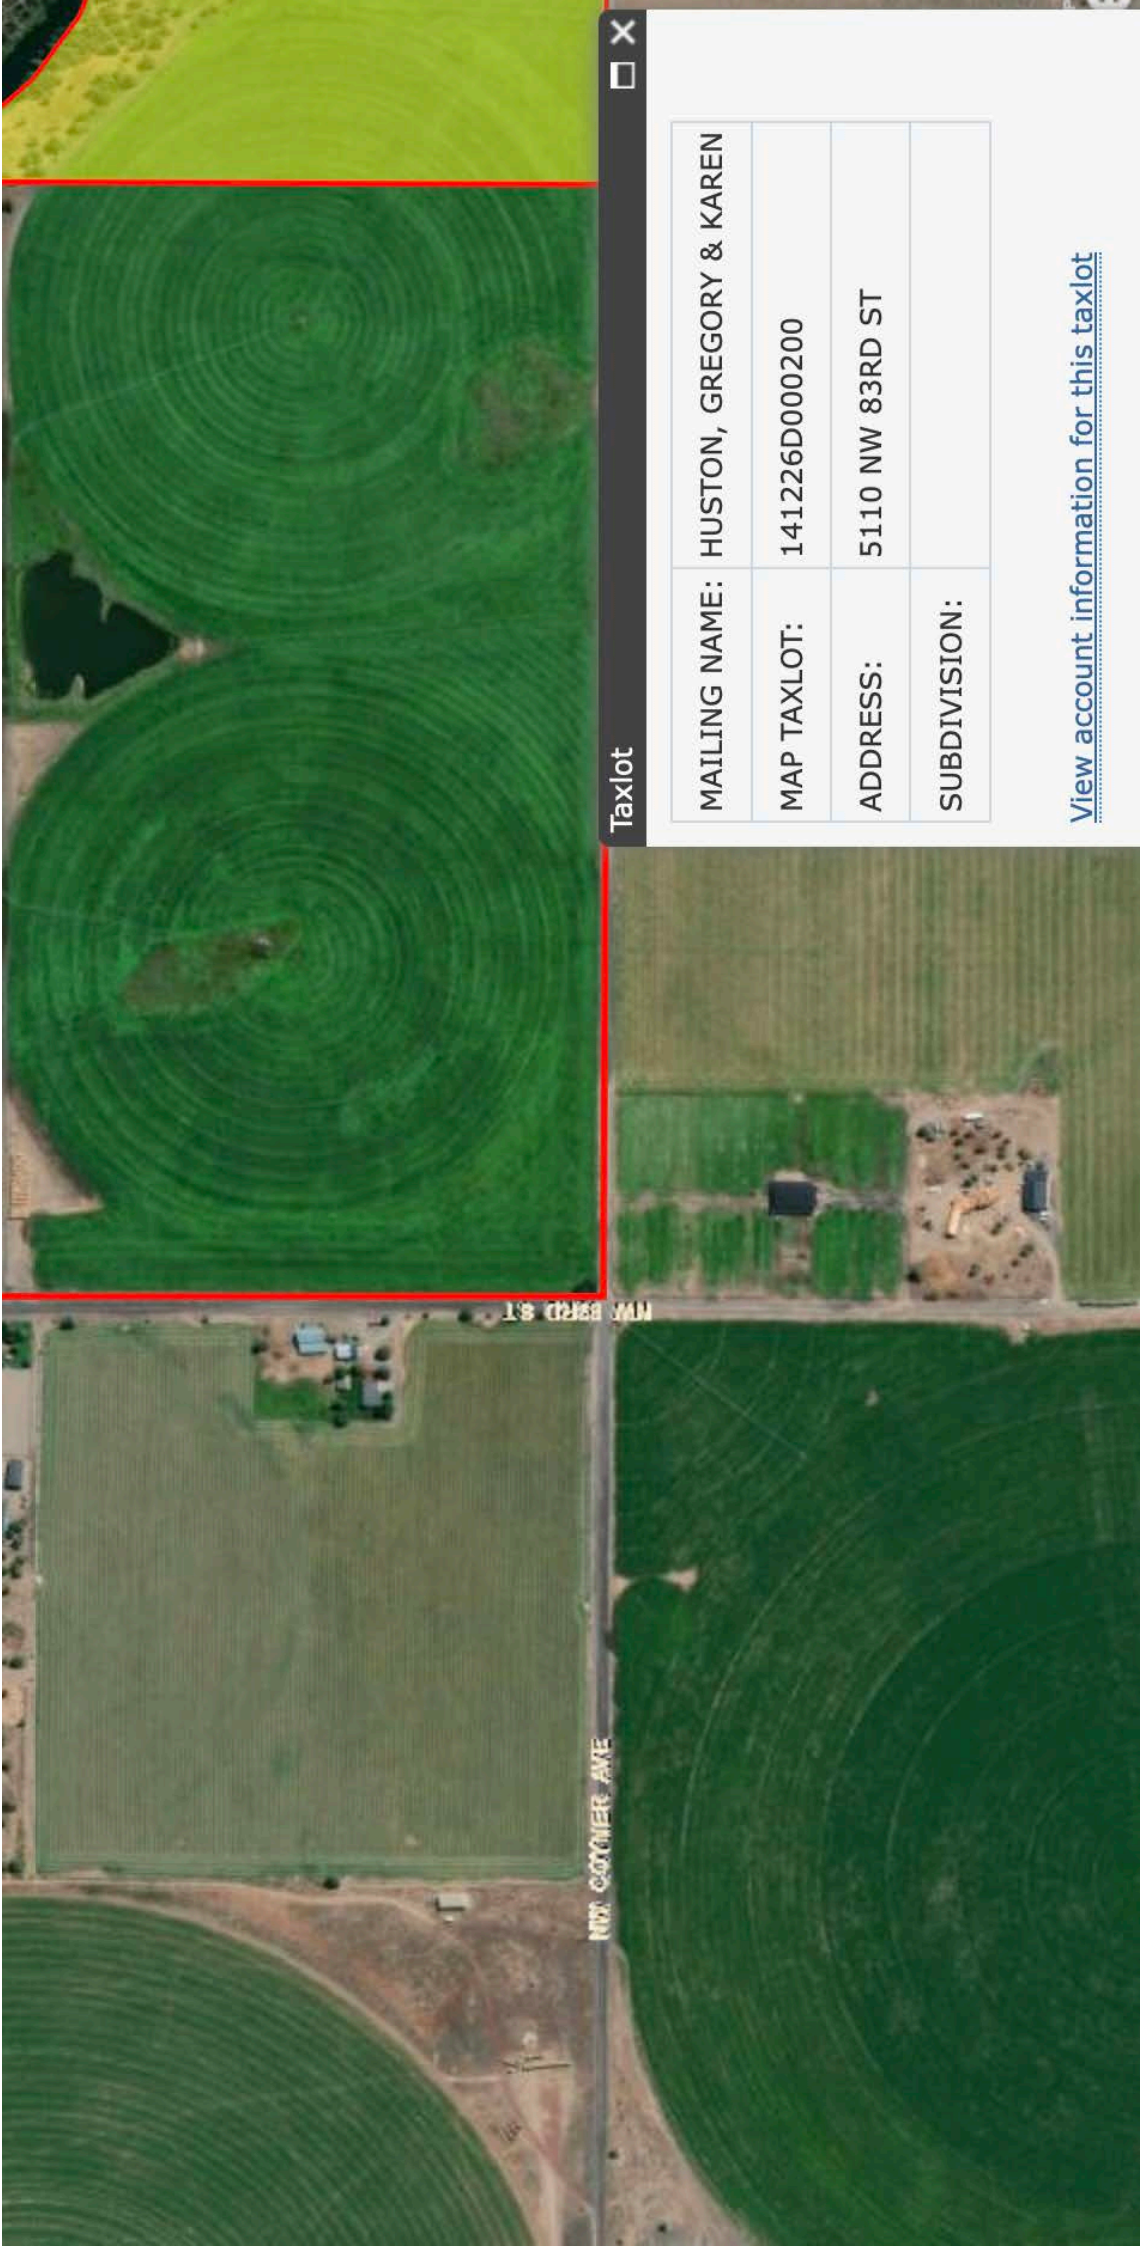 Taxlot
MAILING NAME: HUSTON, GREGORY & KAREN
MAP TAXLOT: 141226D000200
ADDRESS: 5110 NW 83RD ST
SUBDIVISION:
View account information for this taxlot
NW 83RD ST
NW COYNER AVE